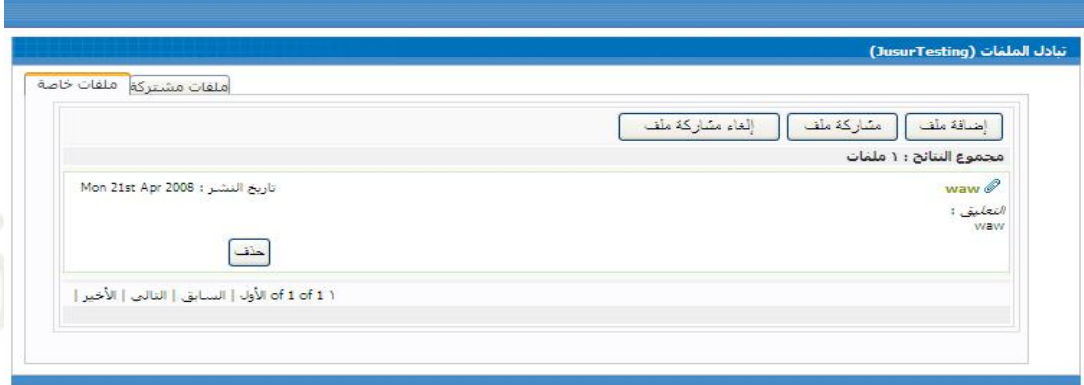 تبادل الملفات (JusurTesting)
ملفات مشتركة ملفات خاصة
إضافة ملف مشاركة ملف إلغاء مشاركة ملف
مجموع النتائج : ١ ملفات
waw تاريخ النشر : Mon 21st Apr 2008
التعليق :
waw
حذف
١ of 1 of 1 الأول | السابق | التالي | الأخير |